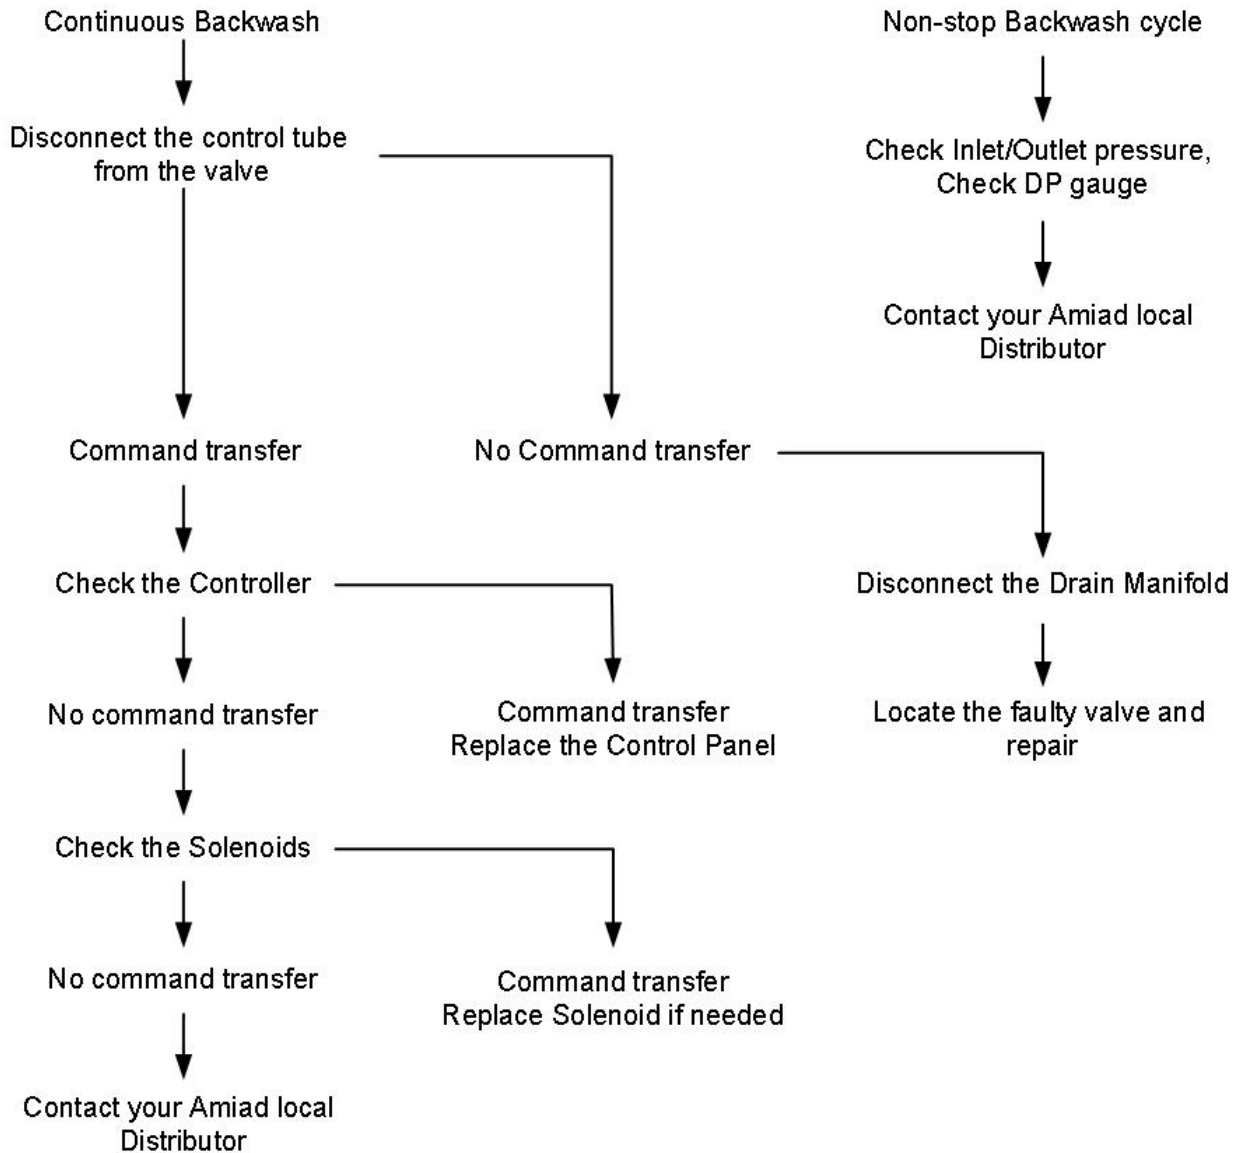 Continuous Backwash
Non-stop Backwash cycle
Disconnect the control tube
from the valve
Check Inlet/Outlet pressure,
Check DP gauge
Contact your Amiad local
Distributor
Command transfer
No Command transfer
Check the Controller
Disconnect the Drain Manifold
No command transfer
Command transfer
Replace the Control Panel
Locate the faulty valve and
repair
Check the Solenoids
No command transfer
Command transfer
Replace Solenoid if needed
Contact your Amiad local
Distributor